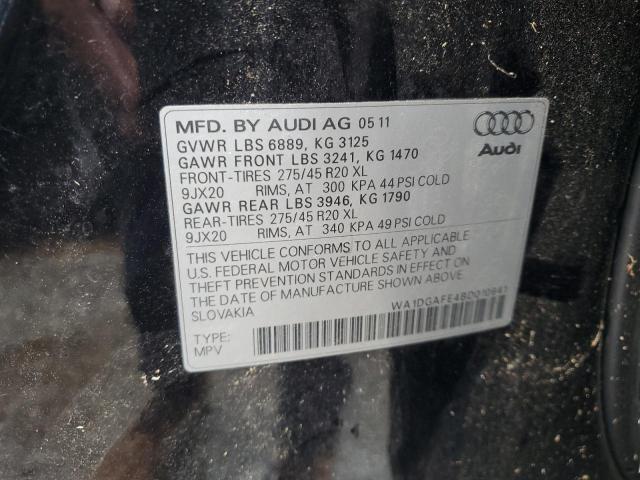 MFD. BY AUDI AG 05 11
GVWR LBS 6889, KG 3125
GAWR FRONT LBS 3241, KG 1470
FRONT-TIRES 275/45 R20 XL
9JX20 RIMS, AT 300 KPA 44 PSI COLD
GAWR REAR LBS 3946, KG 1790
REAR-TIRES 275/45 R20 XL
9JX20 RIMS, AT 340 KPA 49 PSI COLD
THIS VEHICLE CONFORMS TO ALL APPLICABLE
U.S. FEDERAL MOTOR VEHICLE SAFETY AND
THEFT PREVENTION STANDARDS IN EFFECT ON
THE DATE OF MANUFACTURE SHOWN ABOVE.
SLOVAKIA
Audi
WA1DGAFE4BD010941
TYPE:
MPV